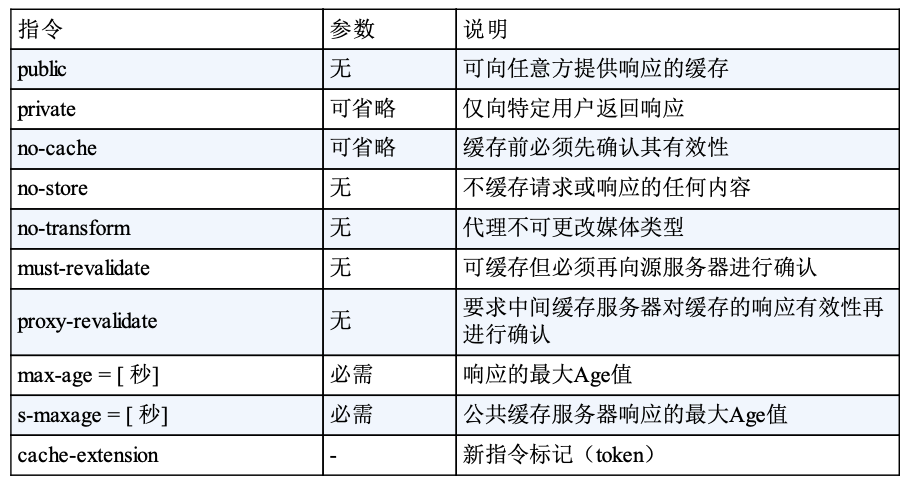 指令 参数 说明
public 无 可向任意方提供响应的缓存
private 可省略 仅向特定用户返回响应
no-cache 可省略 缓存前必须先确认其有效性
no-store 无 不缓存请求或响应的任何内容
no-transform 无 代理不可更改媒体类型
must-revalidate 无 可缓存但必须再向源服务器进行确认
proxy-revalidate 无 要求中间缓存服务器对缓存的响应有效性再
进行确认
max-age = [ 秒] 必需 响应的最大Age值
s-maxage = [ 秒] 必需 公共缓存服务器响应的最大Age值
cache-extension - 新指令标记（token）